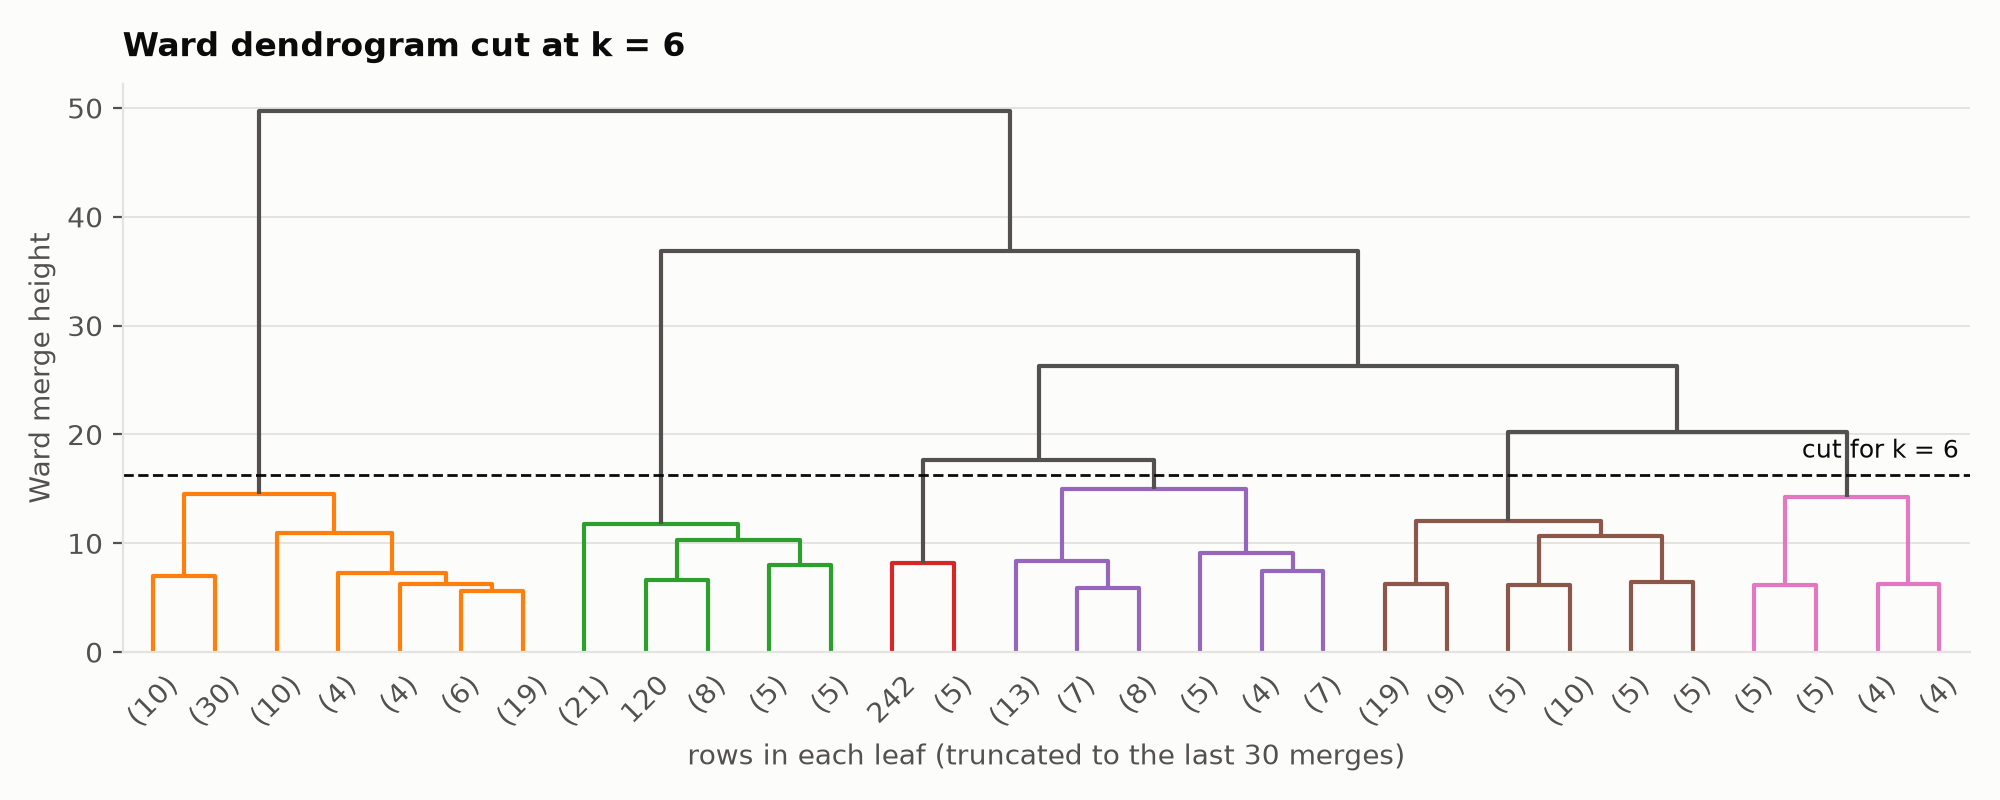 Ward dendrogram cut at k = 6
Ward merge height
50
40
30
20
10
0
cut for k = 6
(10) (30) (10) (4) (4) (6) (19) (21) 120 (8) (5) (5) 242 (5) (13) (7) (8) (5) (4) (7) (19) (9) (5) (10) (5) (5) (5) (5) (4) (4)
rows in each leaf (truncated to the last 30 merges)